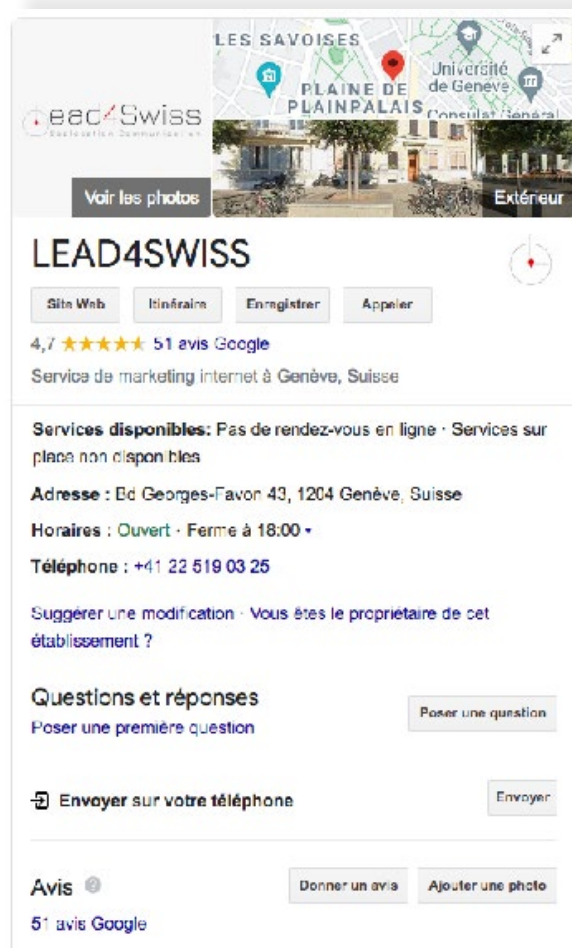 LES SAVOISES
PLAINE DE
PLAINPALAIS
Université
de Genève
Consulat Général
ead4Swiss
Voir les photos
Extérieur
LEAD4SWISS
Site Web
Itinéraire
Enregistrer
Appeler
4,7 ★★★★★ 51 avis Google
Service de marketing internet à Genève, Suisse
Services disponibles: Pas de rendez-vous en ligne · Services sur
place non disponibles
Adresse : Bd Georges-Favon 43, 1204 Genève, Suisse
Horaires : Ouvert · Ferme à 18:00
Téléphone : +41 22 519 03 25
Suggérer une modification · Vous êtes le propriétaire de cet
établissement ?
Questions et réponses
Poser une première question
Poser une question
Envoyer sur votre téléphone
Envoyer
Avis
Donner un avis
Ajouter une photo
51 avis Google